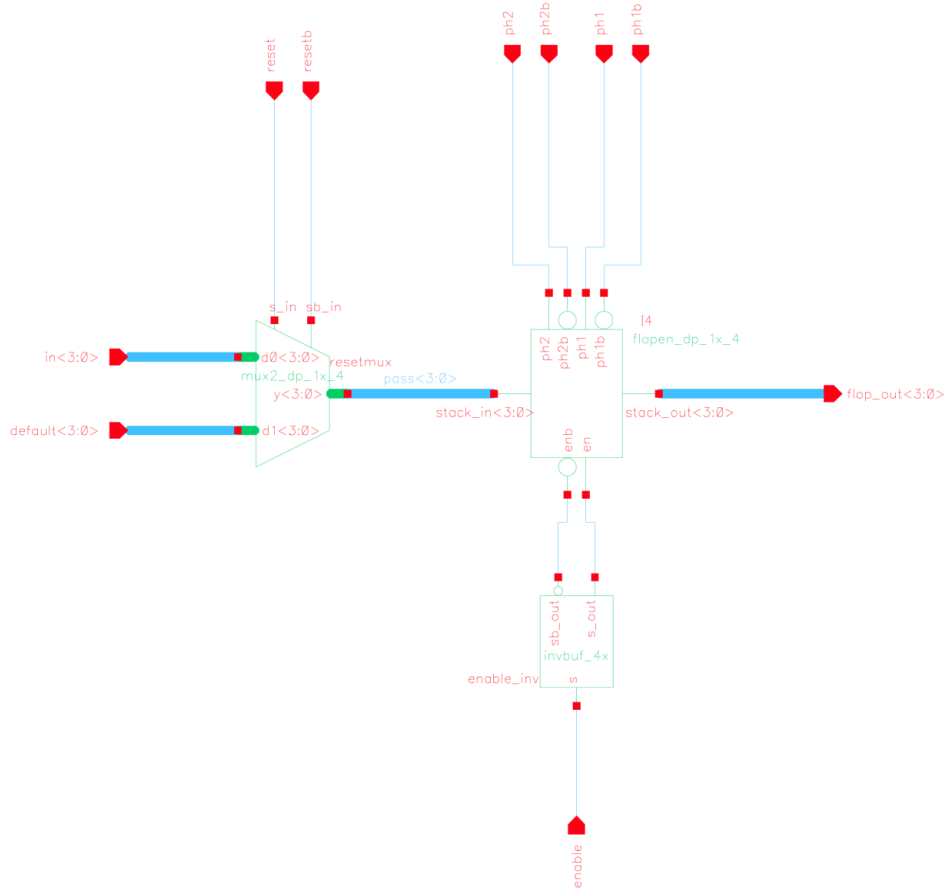 ph2
ph2b
ph1
ph1b
reset
resetb
s_in
sb_in
I4
flopen_dp_1x_4
ph2
ph2b
ph1
ph1b
in<3:0>
d0<3:0>
resetmux
mux2_dp_1x_4
pass<3:0>
y<3:0>
flop_out<3:0>
stack_in<3:0>
stack_out<3:0>
default<3:0>
d1<3:0>
enb
en
sb_out
s_out
invbuf_4x
enable_inv
s
enable